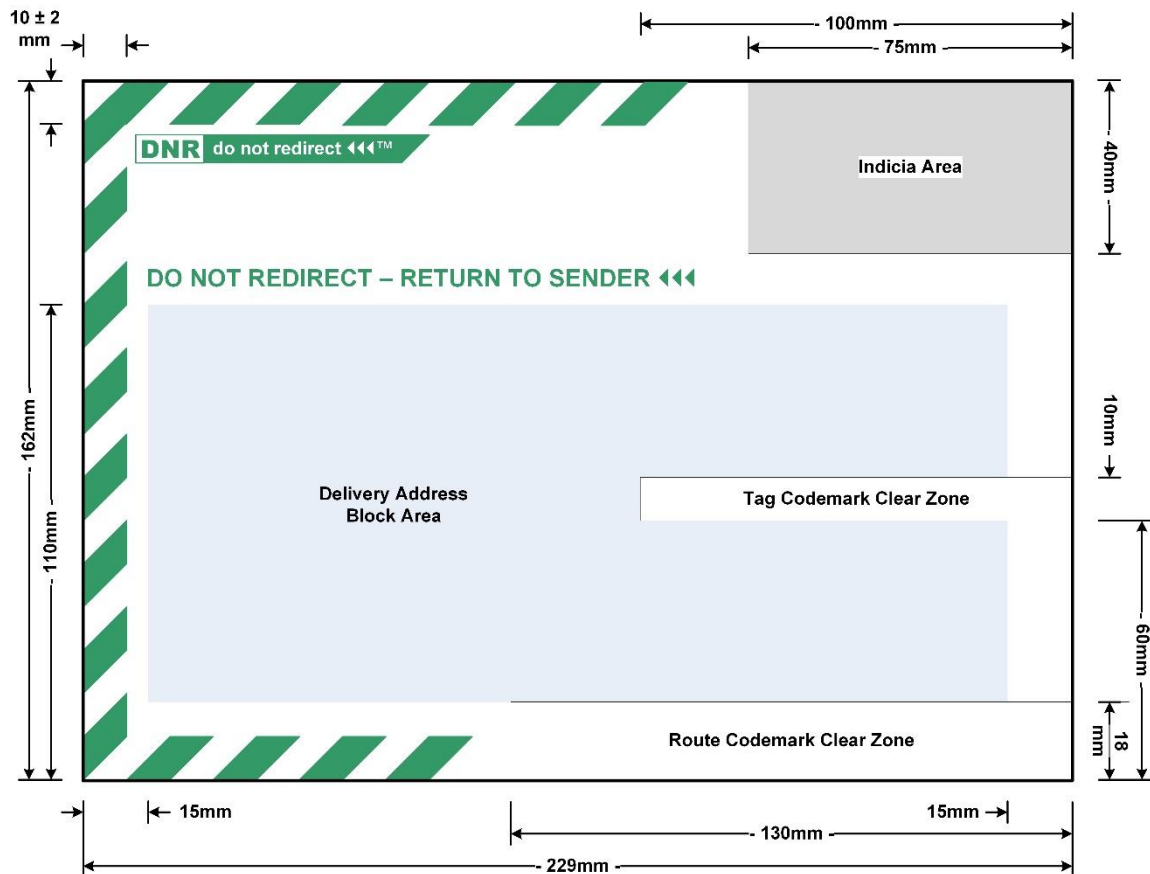 10 ± 2
mm
- 100mm -
- 75mm -
DNR do not redirect ™
Indicia Area
- 40mm -
DO NOT REDIRECT – RETURN TO SENDER
- 162mm -
- 110mm -
10mm
Delivery Address
Block Area
Tag Codemark Clear Zone
- 60mm -
Route Codemark Clear Zone
18
mm
15mm
15mm
- 130mm -
- 229mm -